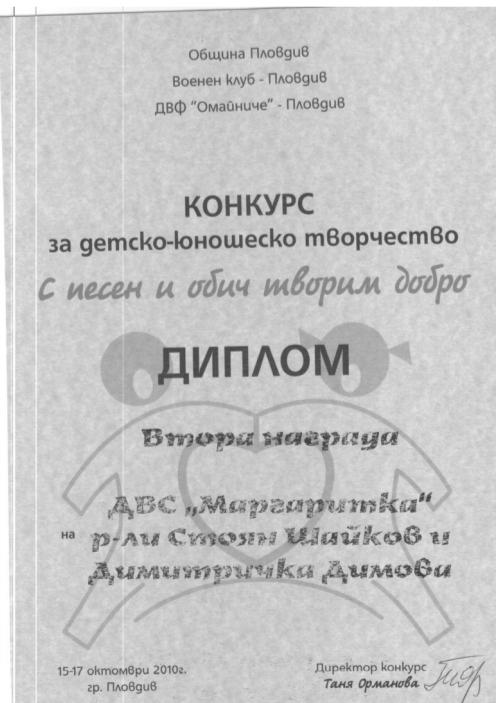 Община Пловдив
Военен клуб - Пловдив
ДВФ "Омайниче" - Пловдив
КОНКУРС
за детско-юношеско творчество
С песен и обич творим добро
ДИПЛОМ
Втора награда
ДВС „Маргаритка“
на р-ли Стоян Шайков и
Димитричка Димова
15-17 октомври 2010г.
гр. Пловдив
Директор конкурс
Таня Орманова